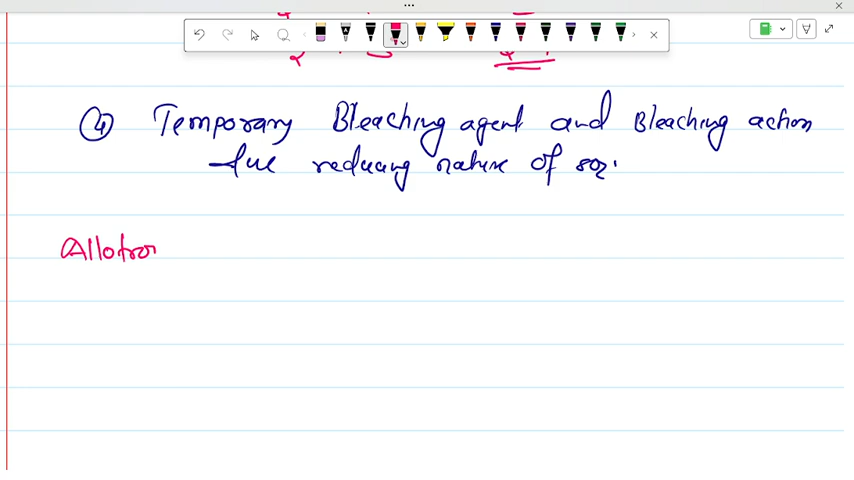 ④ Temporary Bleaching agent and Bleaching action
due reducing nature of so₂.
Allotro